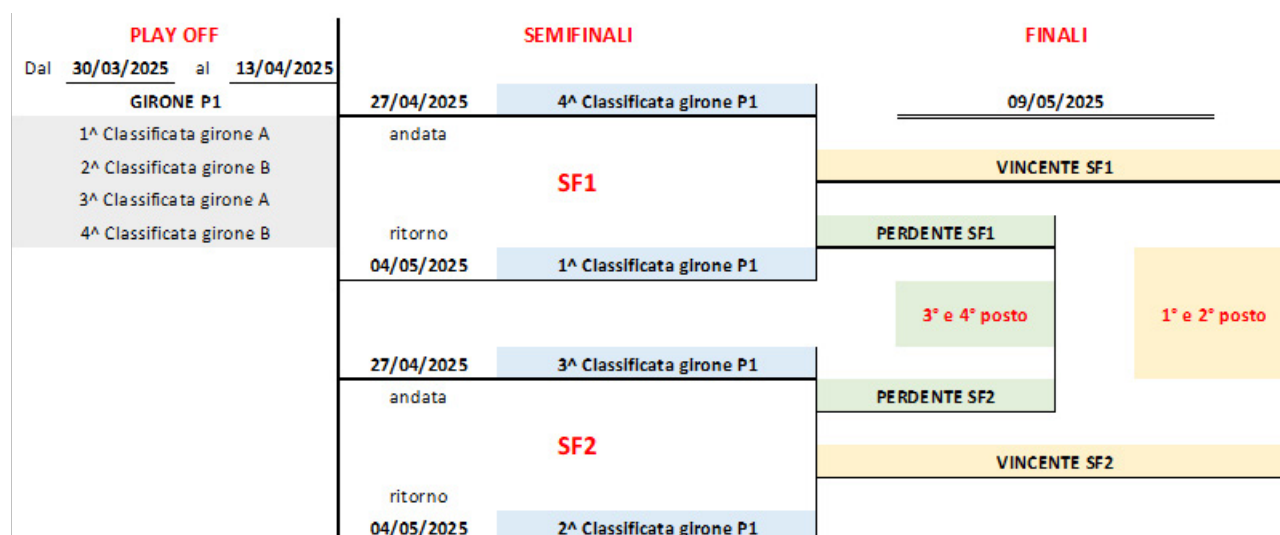 PLAY OFF SEMIFINALI FINALI
Dal 30/03/2025 al 13/04/2025
GIRONE P1 27/04/2025 4^ Classificata girone P1 09/05/2025
1^ Classificata girone A andata
2^ Classificata girone B VINCENTE SF1
SF1
3^ Classificata girone A
4^ Classificata girone B ritorno PERDENTE SF1
04/05/2025 1^ Classificata girone P1
3° e 4° posto 1° e 2° posto
27/04/2025 3^ Classificata girone P1
andata PERDENTE SF2
SF2
VINCENTE SF2
ritorno
04/05/2025 2^ Classificata girone P1